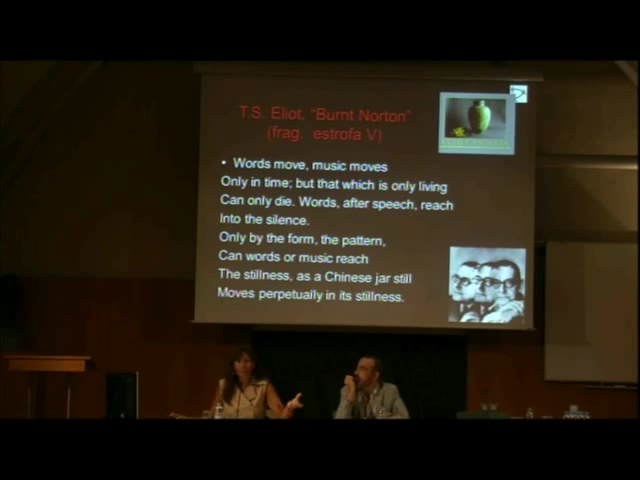 T.S. Eliot, "Burnt Norton"
(frag. estrofa V)
• Words move, music moves
Only in time; but that which is only living
Can only die. Words, after speech, reach
Into the silence.
Only by the form, the pattern,
Can words or music reach
The stillness, as a Chinese jar still
Moves perpetually in its stillness.